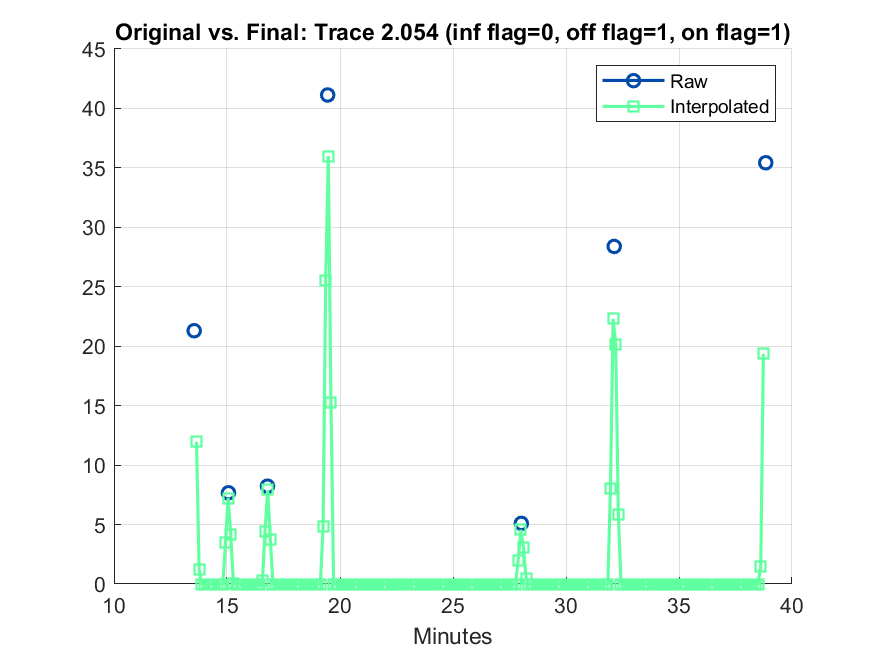 Original vs. Final: Trace 2.054 (inf flag=0, off flag=1, on flag=1)
45
40
35
30
25
20
15
10
5
0
Raw
Interpolated
10 15 20 25 30 35 40
Minutes